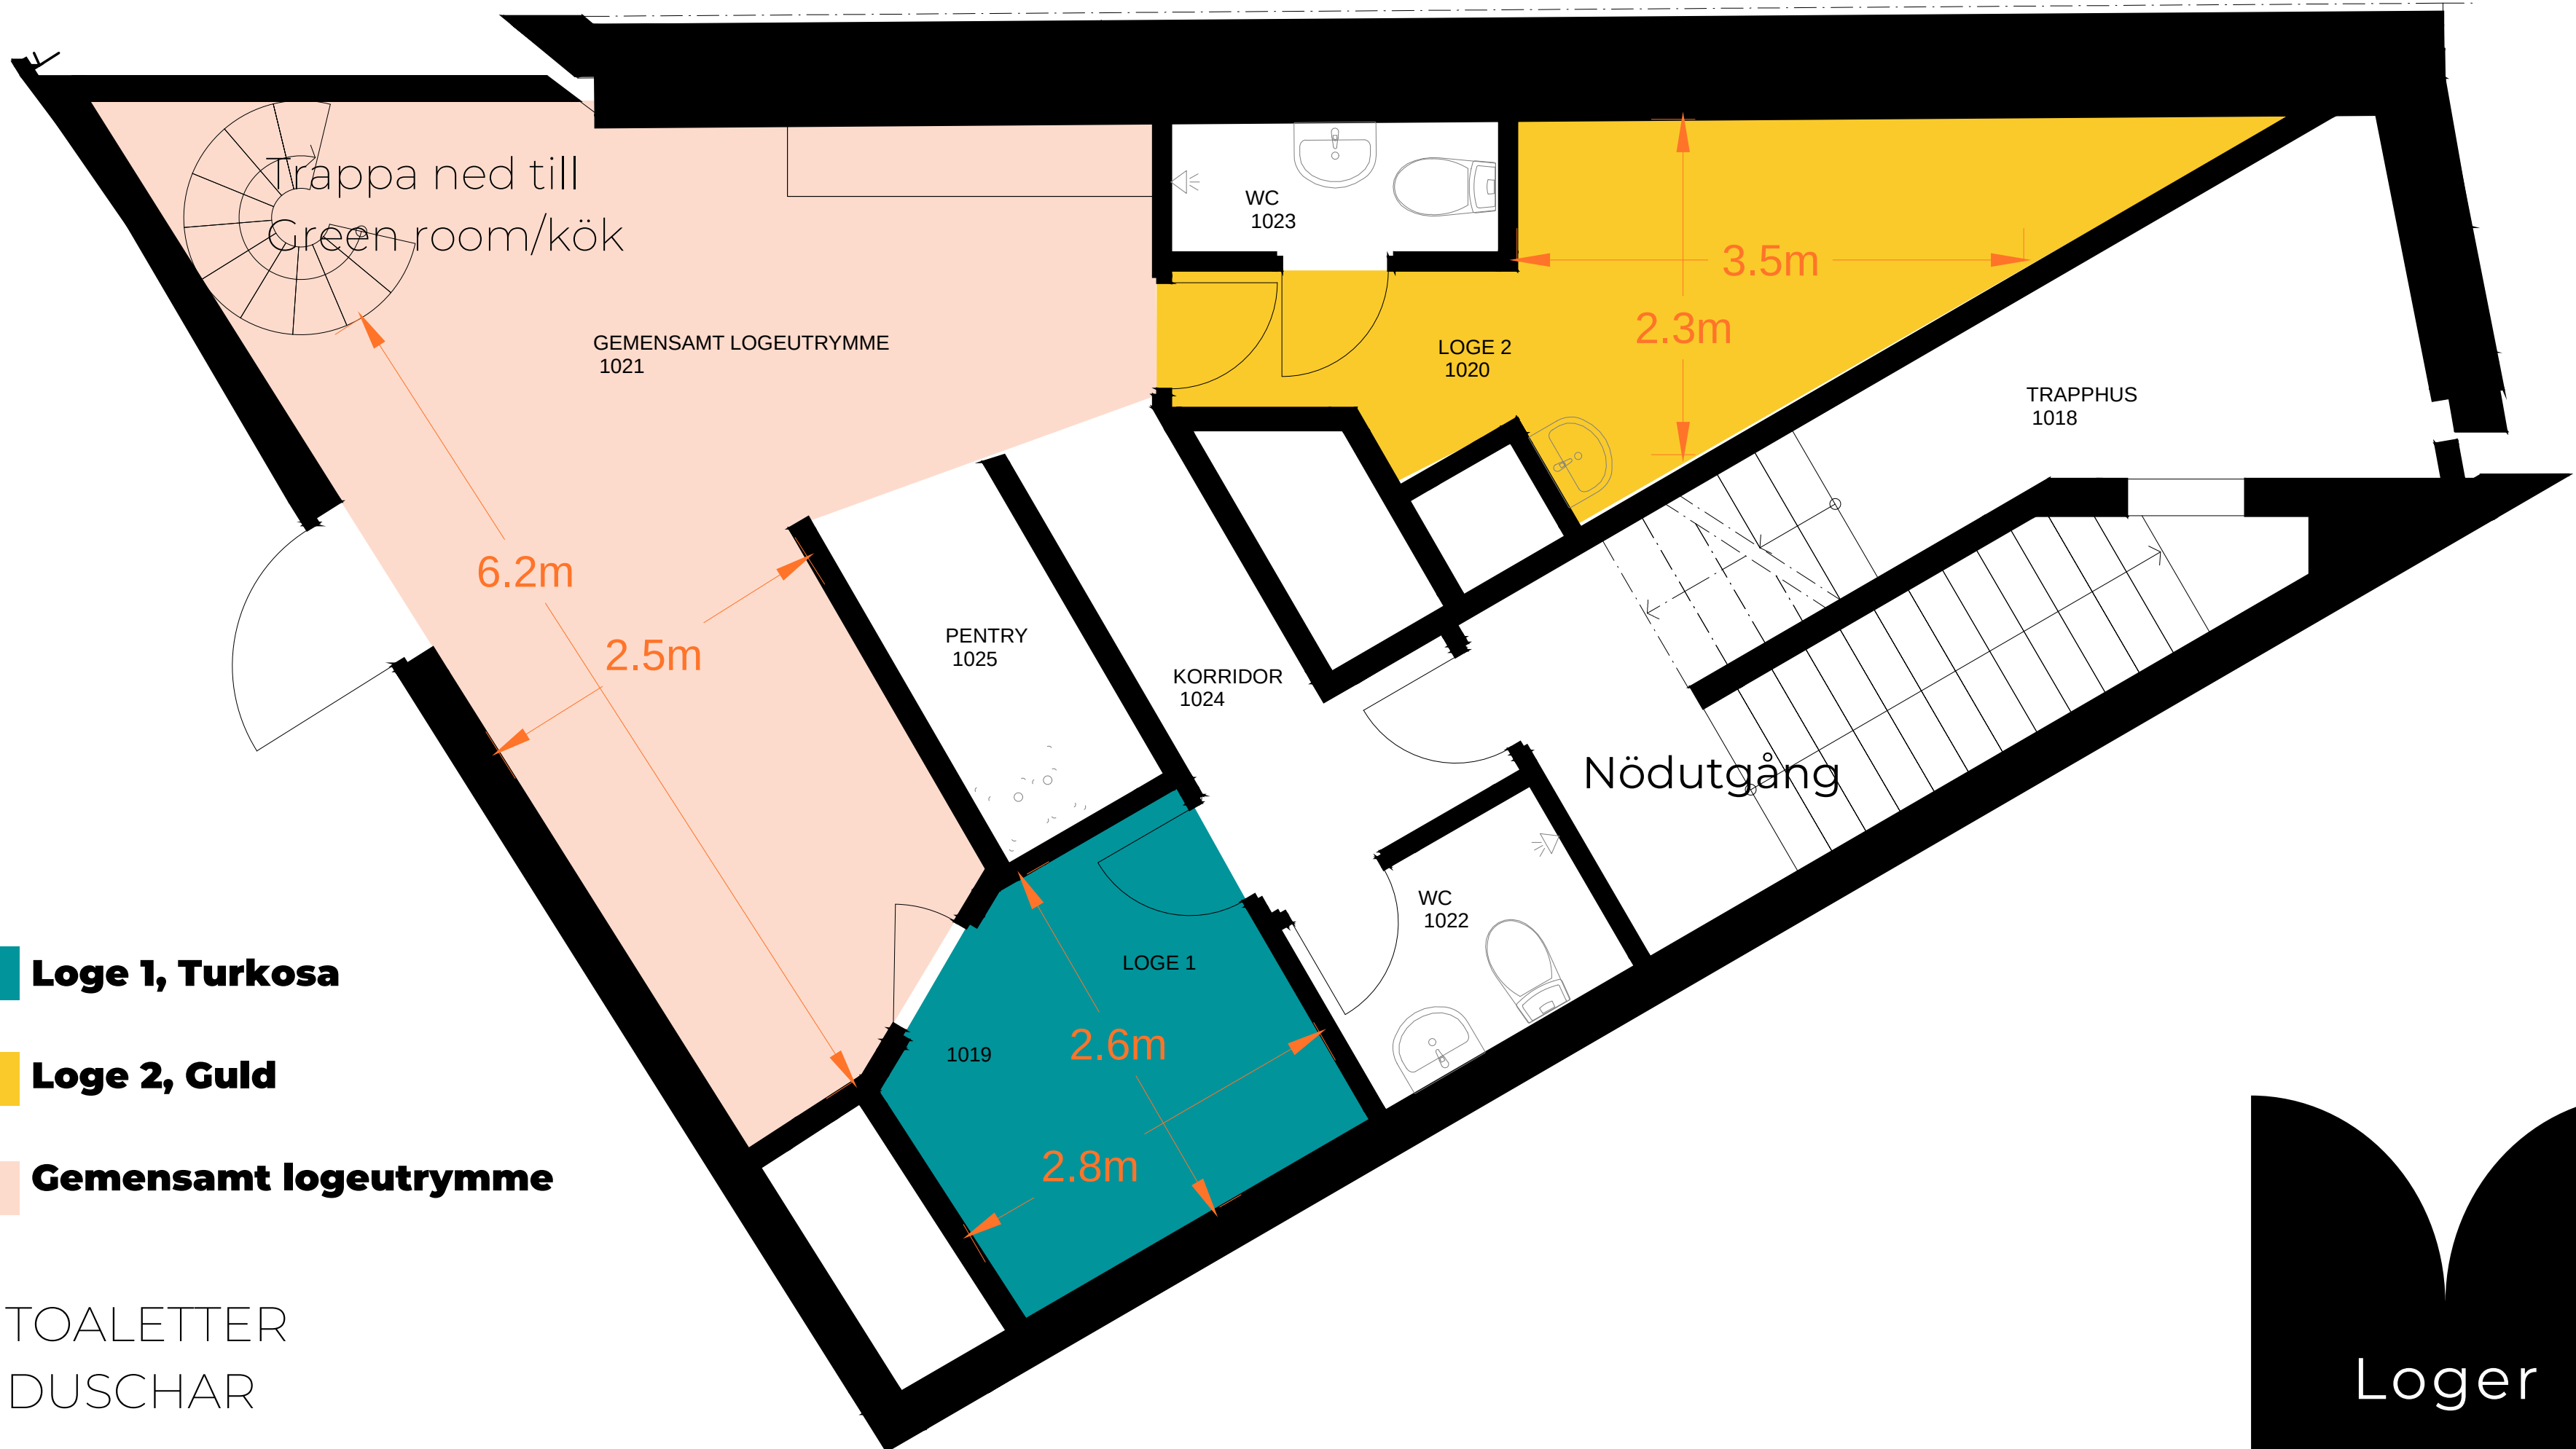 Trappa ned till
Green room/kök
WC
1023
3.5m
2.3m
GEMENSAMT LOGEUTRYMME
1021
LOGE 2
1020
TRAPPHUS
1018
6.2m
2.5m
PENTRY
1025
KORRIDOR
1024
Nödutgång
WC
1022
LOGE 1
1019
2.6m
2.8m
Loge 1, Turkosa
Loge 2, Guld
Gemensamt logeutrymme
TOALETTER
DUSCHAR
Loger